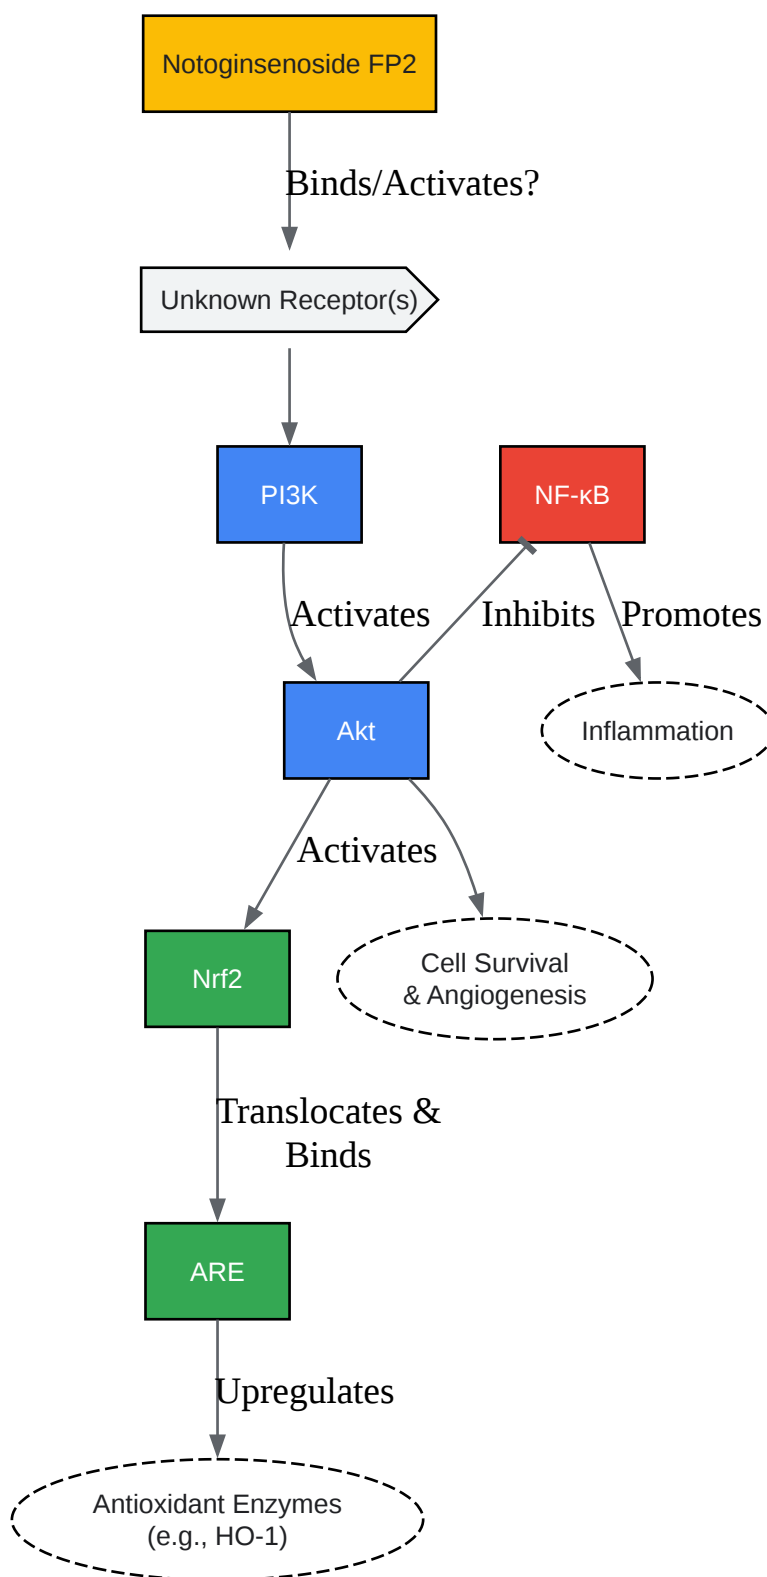 Notoginsenoside FP2
Binds/Activates?
Unknown Receptor(s)
PI3K
NF-κB
Activates
Inhibits
Promotes
Akt
Inflammation
Activates
Nrf2
Cell Survival
& Angiogenesis
Translocates &
Binds
ARE
Upregulates
Antioxidant Enzymes
(e.g., HO-1)